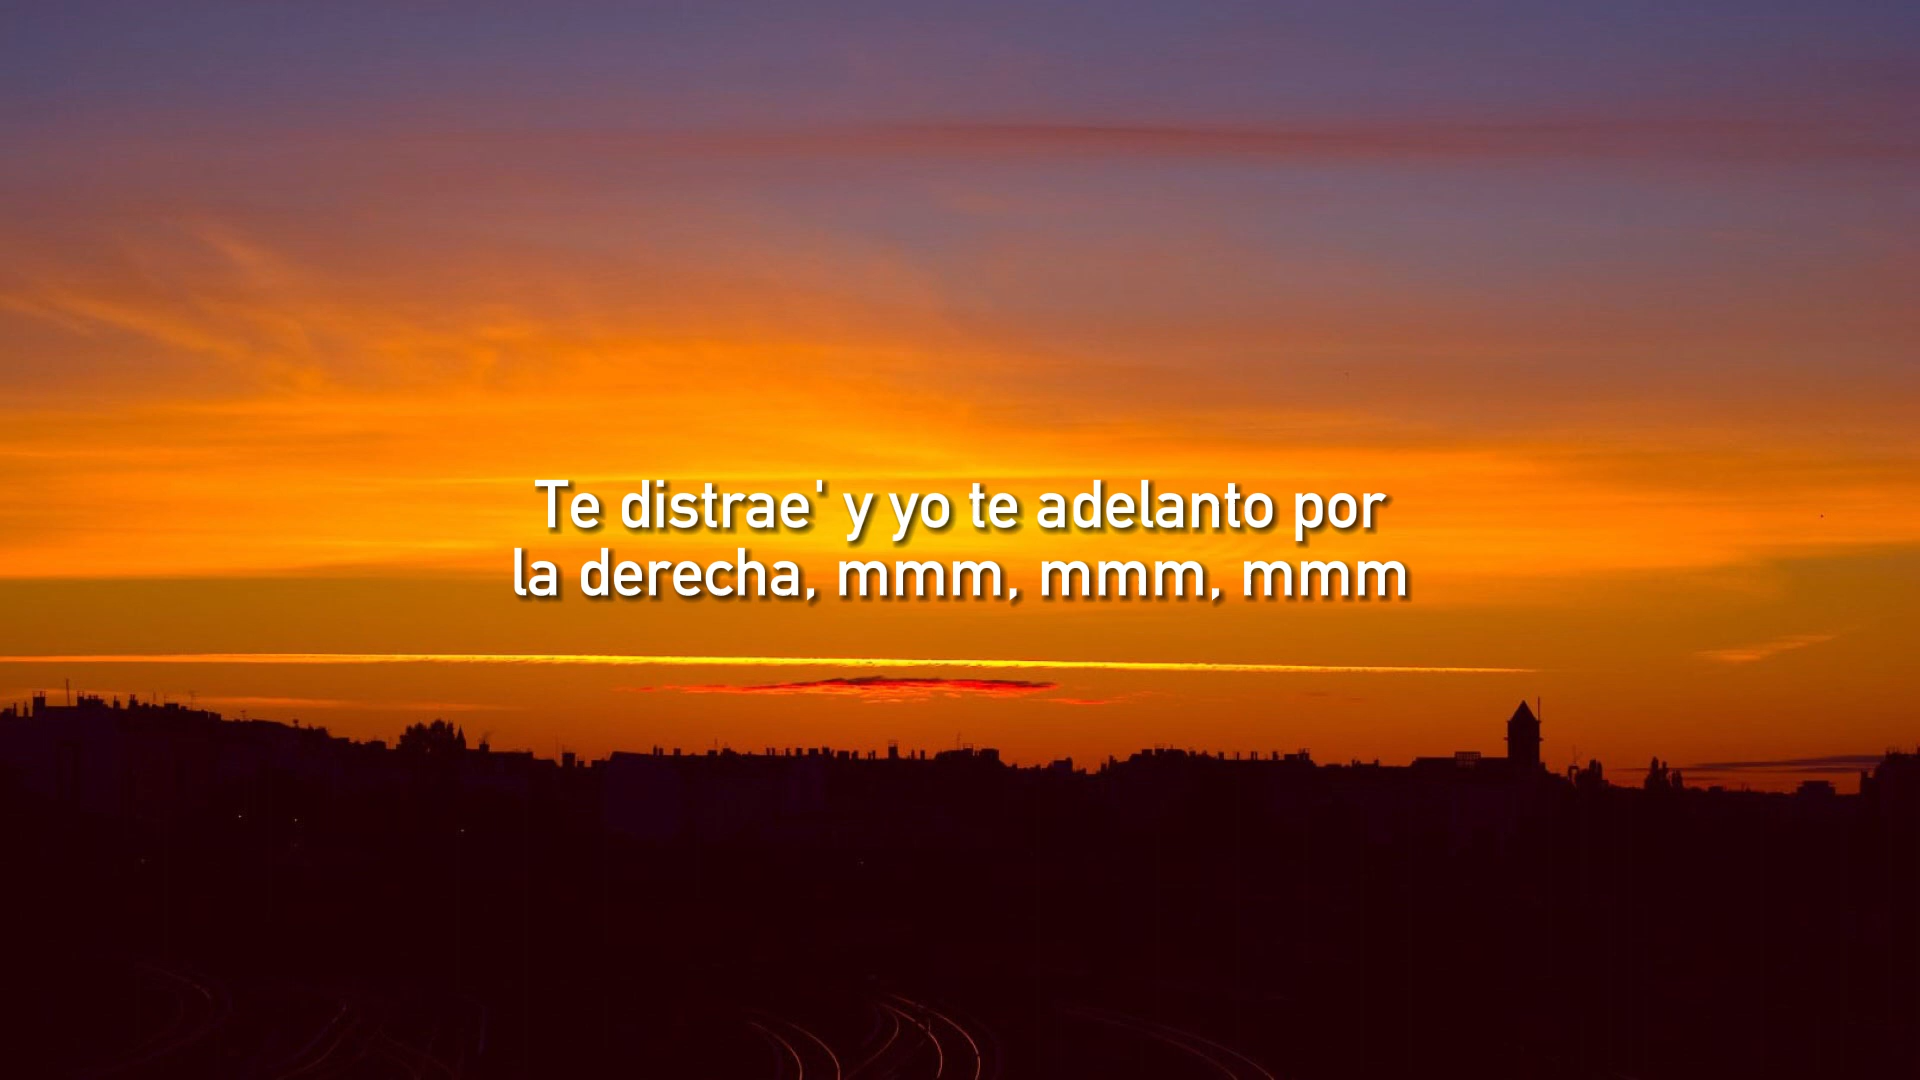 Te distrae' y yo te adelanto por
la derecha, mmm, mmm, mmm